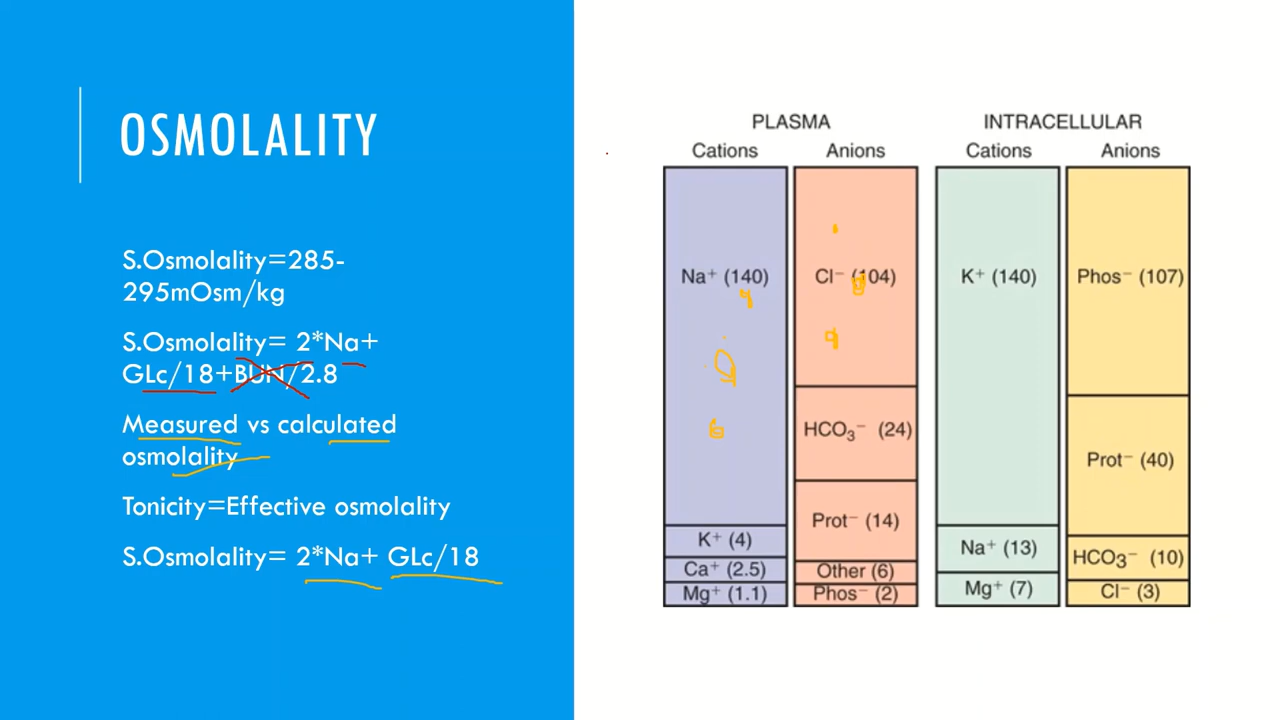 OSMOLALITY
S.Osmolality=285-
295mOsm/kg
S.Osmolality= 2*Na+
GLc/18+BUN/2.8
Measured vs calculated
osmolality
Tonicity=Effective osmolality
S.Osmolality= 2*Na+ GLc/18
PLASMA INTRACELLULAR
Cations Anions Cations Anions
Na⁺ (140) Cl⁻ (104) K⁺ (140) Phos⁻ (107)
HCO₃⁻ (24)
Prot⁻ (40)
Prot⁻ (14)
K⁺ (4) Na⁺ (13) HCO₃⁻ (10)
Ca⁺ (2.5) Other (6)
Mg⁺ (1.1) Phos⁻ (2) Mg⁺ (7) Cl⁻ (3)